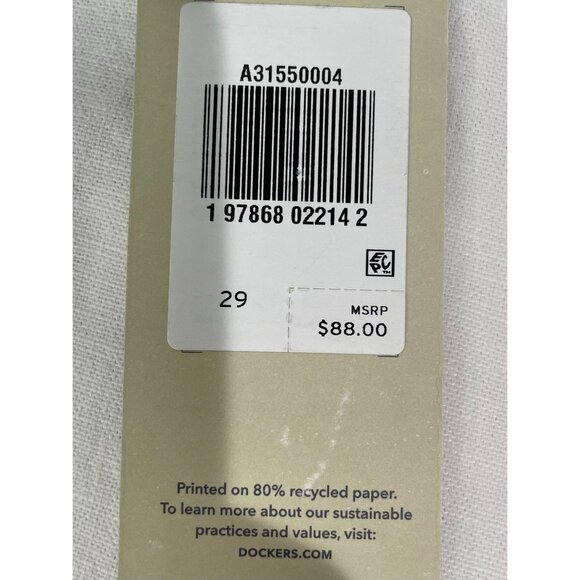 A31550004
1 97868 02214 2
EPC™
29
MSRP
$88.00
Printed on 80% recycled paper.
To learn more about our sustainable
practices and values, visit:
DOCKERS.COM